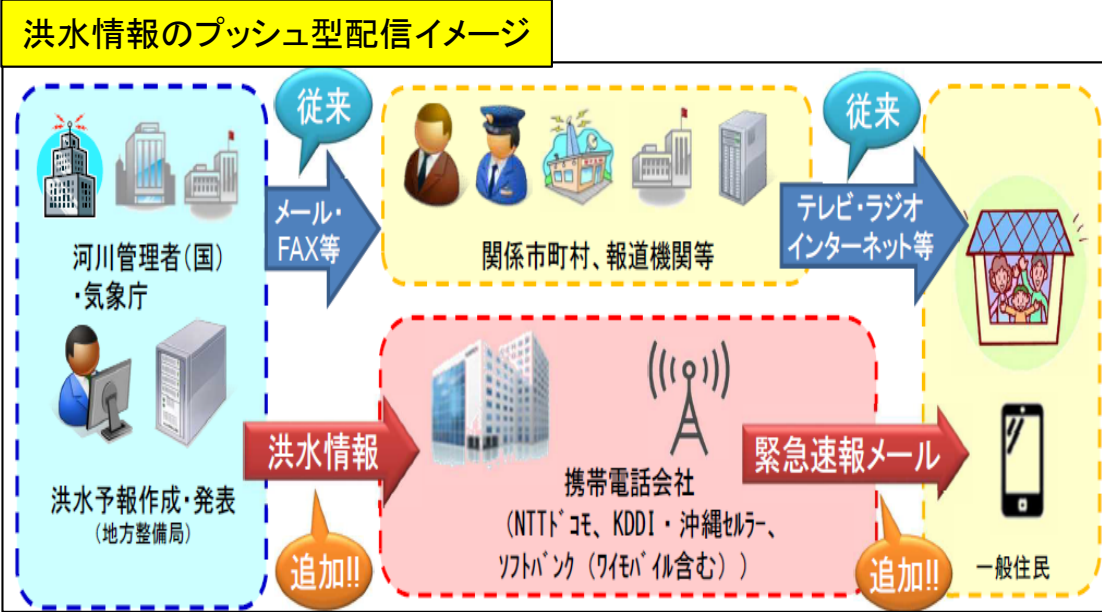 洪水情報のプッシュ型配信イメージ
従来
従来
メール・
FAX等
テレビ・ラジオ
インターネット等
河川管理者(国)
・気象庁
関係市町村、報道機関等
洪水情報
緊急速報メール
洪水予報作成・発表
(地方整備局)
携帯電話会社
(NTTドコモ、KDDI・沖縄セルラー、
ソフトバンク(ワイモバイル含む))
追加!!
追加!!
一般住民